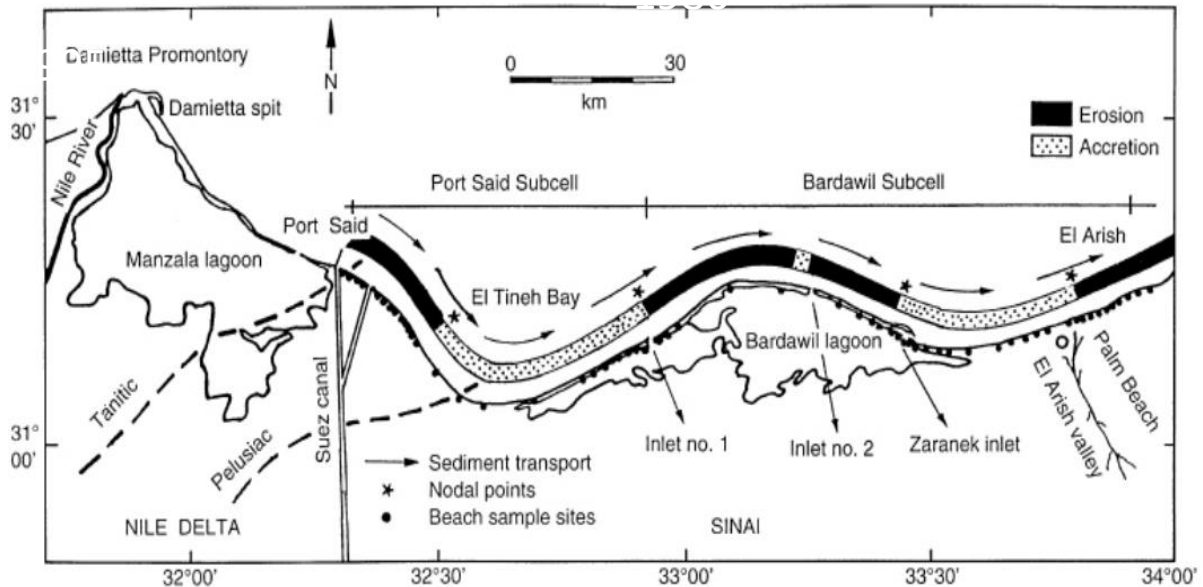 Damietta Promontory
N
0 30
km
31°
30'
Damietta spit
Erosion
Accretion
Nile River
Port Said Subcell
Bardawil Subcell
Port Said
El Arish
Manzala lagoon
El Tineh Bay
Bardawil lagoon
Tanitic
Suez canal
Palm Beach
El Arish valley
31°
00'
Pelusiac
Inlet no. 1
Inlet no. 2
Zaranek inlet
Sediment transport
Nodal points
Beach sample sites
NILE DELTA
SINAI
32°00' 32°30' 33°00' 33°30' 34°00'